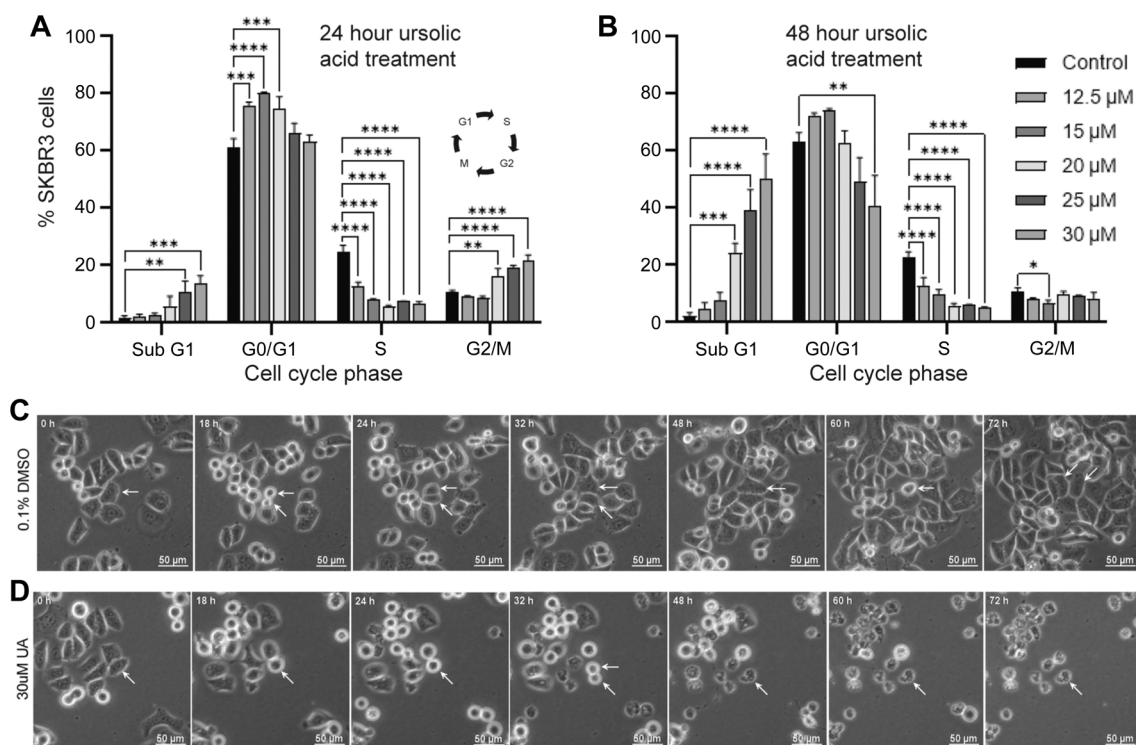 A
24 hour ursolic
acid treatment
% SKBR3 cells
100
80
60
40
20
0
***
****
***
***
**
****
****
****
****
****
****
****
**
G1
S
M
G2
Sub G1
G0/G1
S
G2/M
Cell cycle phase
B
48 hour ursolic
acid treatment
100
80
60
40
20
0
**
****
****
***
****
****
****
****
****
*
Sub G1
G0/G1
S
G2/M
Cell cycle phase
Control
12.5 µM
15 µM
20 µM
25 µM
30 µM
C
0.1% DMSO
0 h
18 h
24 h
32 h
48 h
60 h
72 h
50 µm
50 µm
50 µm
50 µm
50 µm
50 µm
50 µm
D
30uM UA
0 h
18 h
24 h
32 h
48 h
60 h
72 h
50 µm
50 µm
50 µm
50 µm
50 µm
50 µm
50 µm